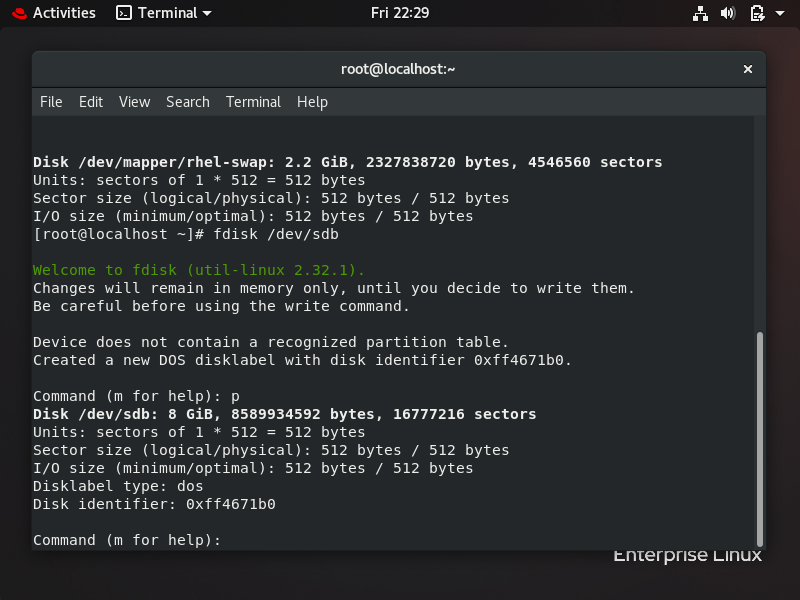 Activities Terminal Fri 22:29
root@localhost:~
File Edit View Search Terminal Help
Disk /dev/mapper/rhel-swap: 2.2 GiB, 2327838720 bytes, 4546560 sectors
Units: sectors of 1 * 512 = 512 bytes
Sector size (logical/physical): 512 bytes / 512 bytes
I/O size (minimum/optimal): 512 bytes / 512 bytes
[root@localhost ~]# fdisk /dev/sdb
Welcome to fdisk (util-linux 2.32.1).
Changes will remain in memory only, until you decide to write them.
Be careful before using the write command.
Device does not contain a recognized partition table.
Created a new DOS disklabel with disk identifier 0xff4671b0.
Command (m for help): p
Disk /dev/sdb: 8 GiB, 8589934592 bytes, 16777216 sectors
Units: sectors of 1 * 512 = 512 bytes
Sector size (logical/physical): 512 bytes / 512 bytes
I/O size (minimum/optimal): 512 bytes / 512 bytes
Disklabel type: dos
Disk identifier: 0xff4671b0
Command (m for help):
Enterprise Linux